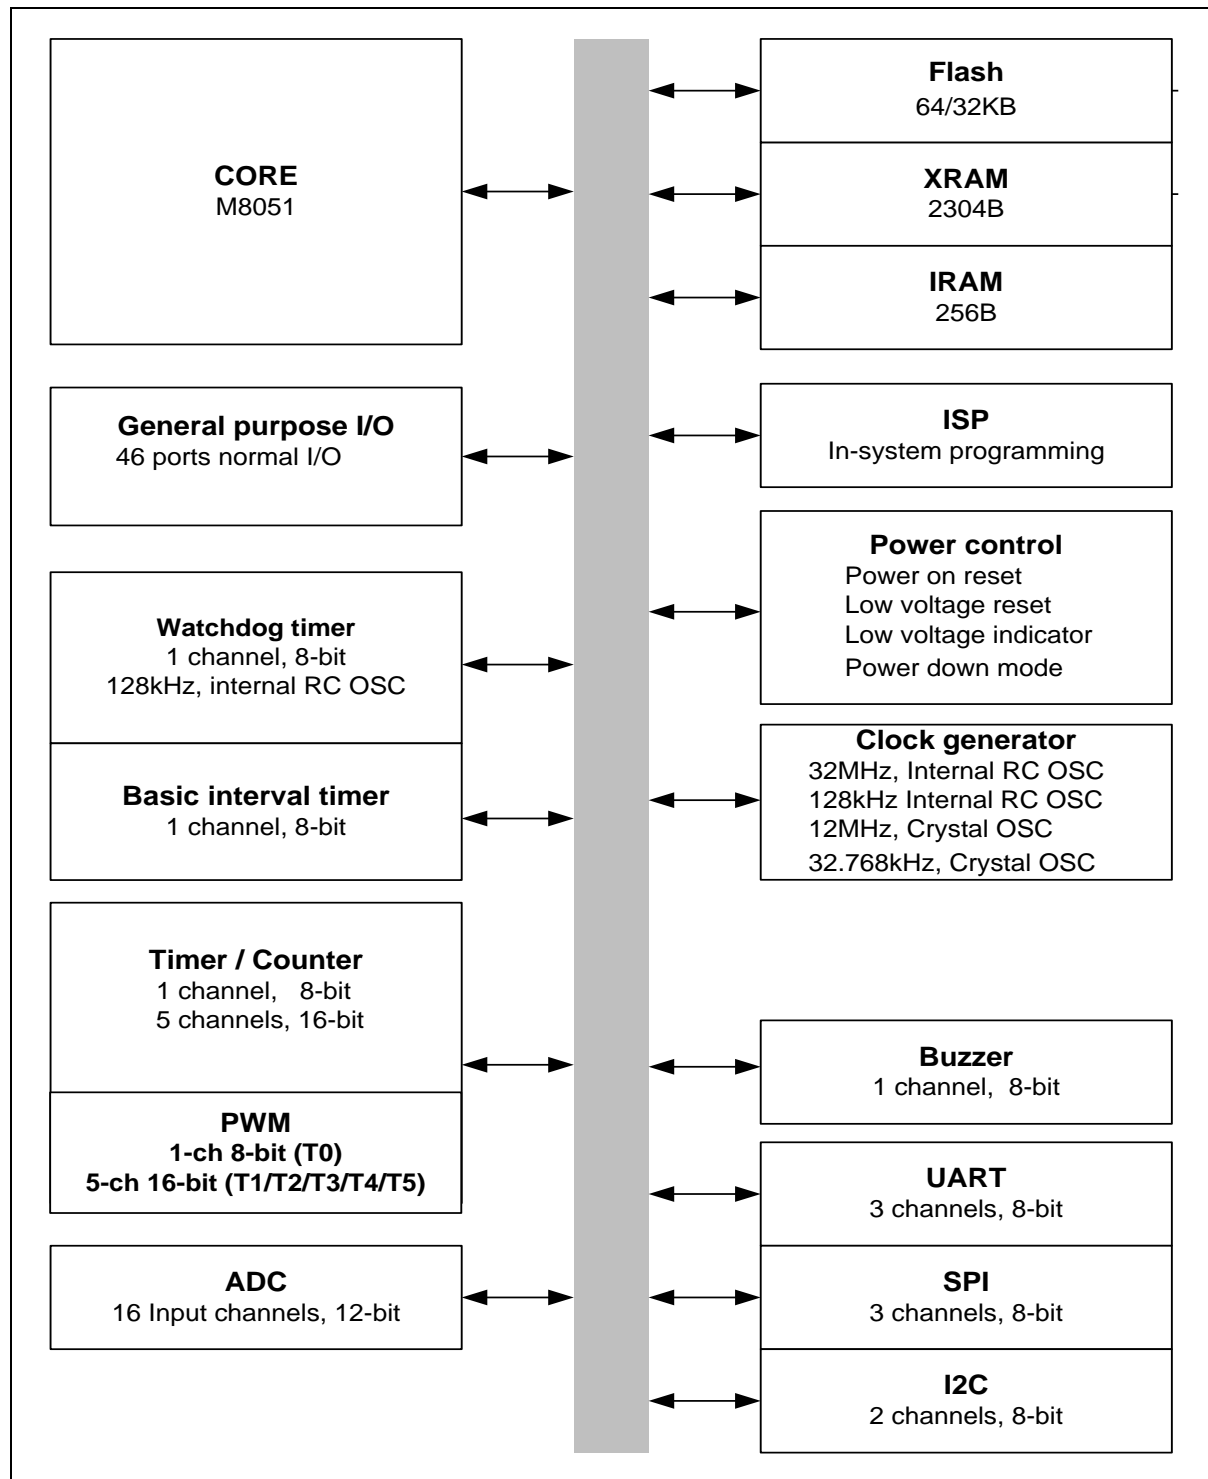 CORE
M8051
General purpose I/O
46 ports normal I/O
Watchdog timer
1 channel, 8-bit
128kHz, internal RC OSC
Basic interval timer
1 channel, 8-bit
Timer / Counter
1 channel, 8-bit
5 channels, 16-bit
PWM
1-ch 8-bit (T0)
5-ch 16-bit (T1/T2/T3/T4/T5)
ADC
16 Input channels, 12-bit
Flash
64/32KB
XRAM
2304B
IRAM
256B
ISP
In-system programming
Power control
Power on reset
Low voltage reset
Low voltage indicator
Power down mode
Clock generator
32MHz, Internal RC OSC
128kHz Internal RC OSC
12MHz, Crystal OSC
32.768kHz, Crystal OSC
Buzzer
1 channel, 8-bit
UART
3 channels, 8-bit
SPI
3 channels, 8-bit
I2C
2 channels, 8-bit